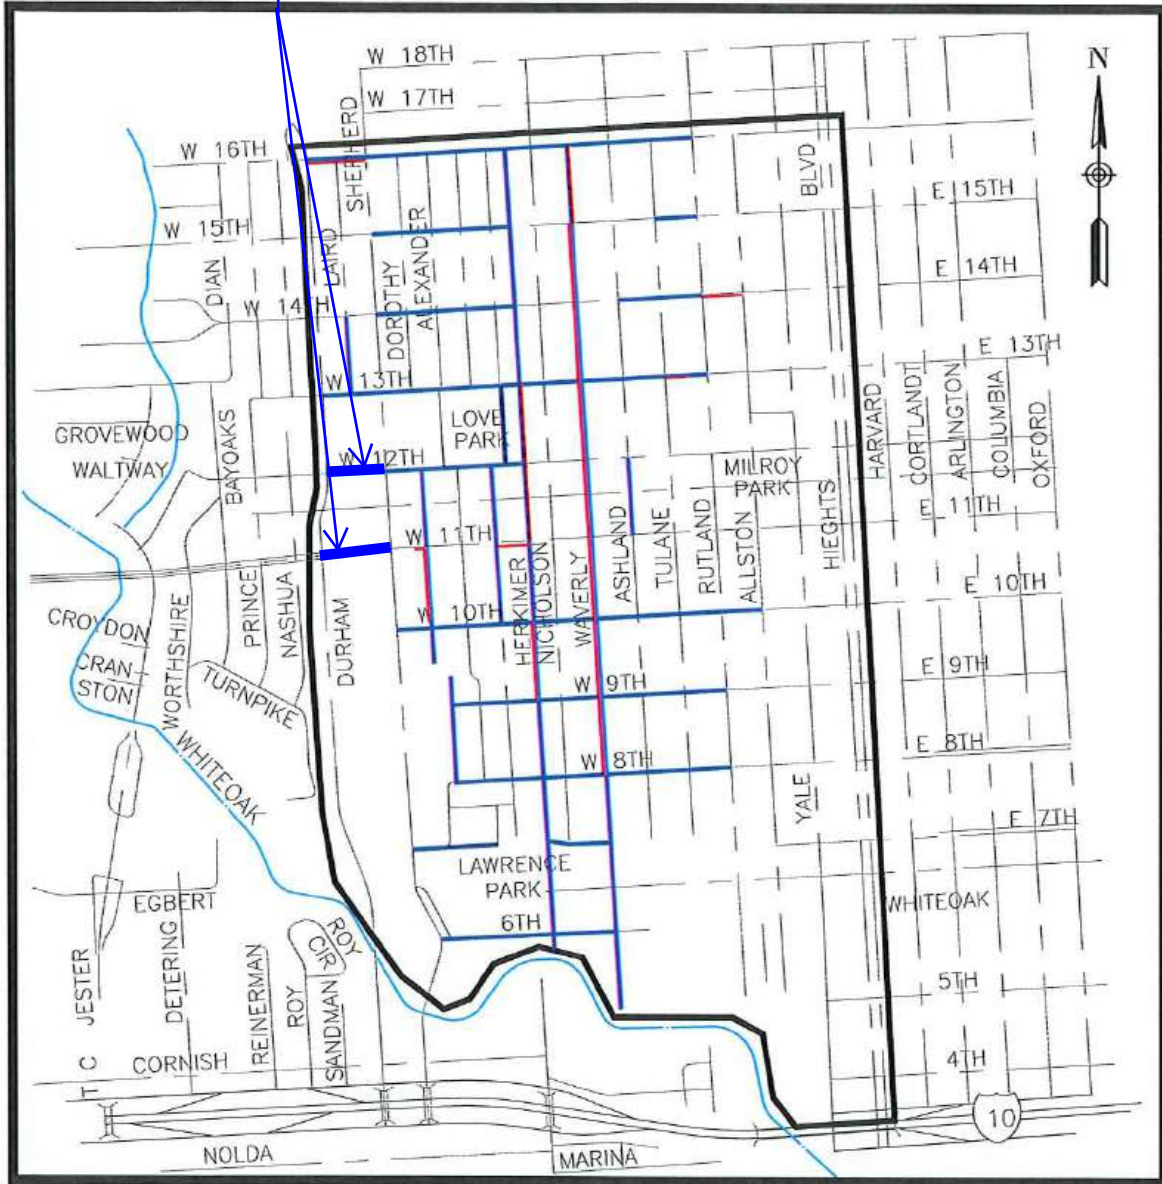 N
W 18TH
W 17TH
SHEPHERD
W 16TH
BLVD
E 15TH
W 15TH
LAIRD
ALEXANDER
DOROTHY
DIAN
E 14TH
W 14TH
E 13TH
W 13TH
HARVARD
CORTLANDT
ARLINGTON
COLUMBIA
OXFORD
LOVE
PARK
GROVEWOOD
WALTWAY
BAYOAKS
W 12TH
MILROY
PARK
HIEGHTS
E 11TH
W 11TH
ASHLAND
TULANE
RUTLAND
ALLSTON
HERKIMER
NICHOLSON
WAVERLY
E 10TH
W 10TH
PRINCE
NASHUA
DURHAM
WORTHSHIRE
CROYDON
CRAN-
STON
TURNPIKE
E 9TH
W 9TH
WHITEOAK
E 8TH
W 8TH
YALE
E 7TH
LAWRENCE
PARK
WHITEOAK
EGBERT
6TH
ROY
CIR
T C JESTER
DETERING
REINERMAN
ROY
SANDMAN
5TH
CORNISH
4TH
10
NOLDA
MARINA